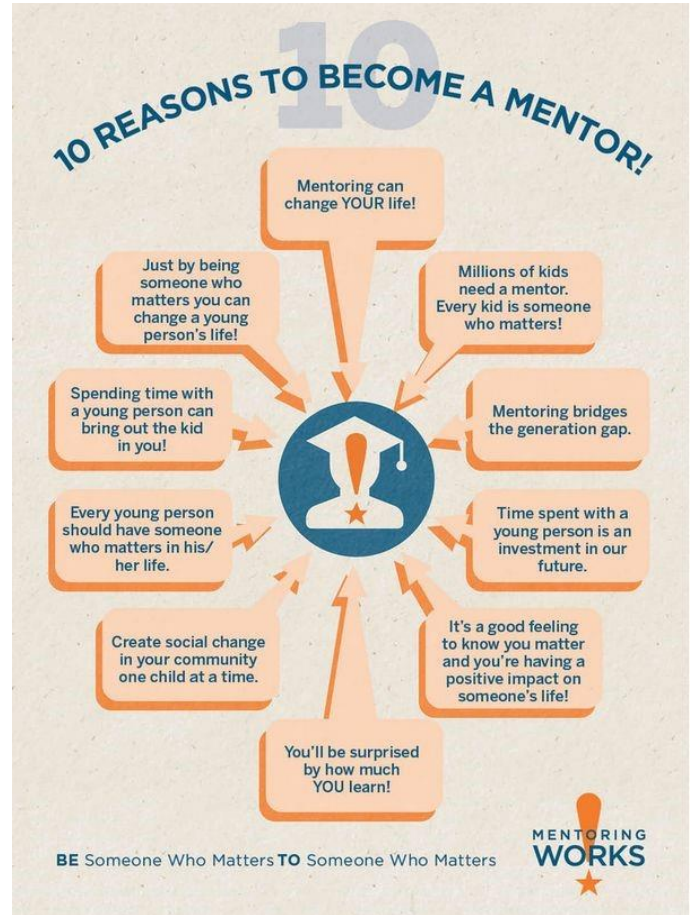 10
10 REASONS TO BECOME A MENTOR!
Mentoring can
change YOUR life!
Millions of kids
need a mentor.
Every kid is someone
who matters!
Mentoring bridges
the generation gap.
Time spent with a
young person is an
investment in our
future.
It's a good feeling
to know you matter
and you're having a
positive impact on
someone's life!
You'll be surprised
by how much
YOU learn!
Create social change
in your community
one child at a time.
Every young person
should have someone
who matters in his/
her life.
Spending time with
a young person can
bring out the kid
in you!
Just by being
someone who
matters you can
change a young
person's life!
BE Someone Who Matters TO Someone Who Matters
MENTORING
WORKS